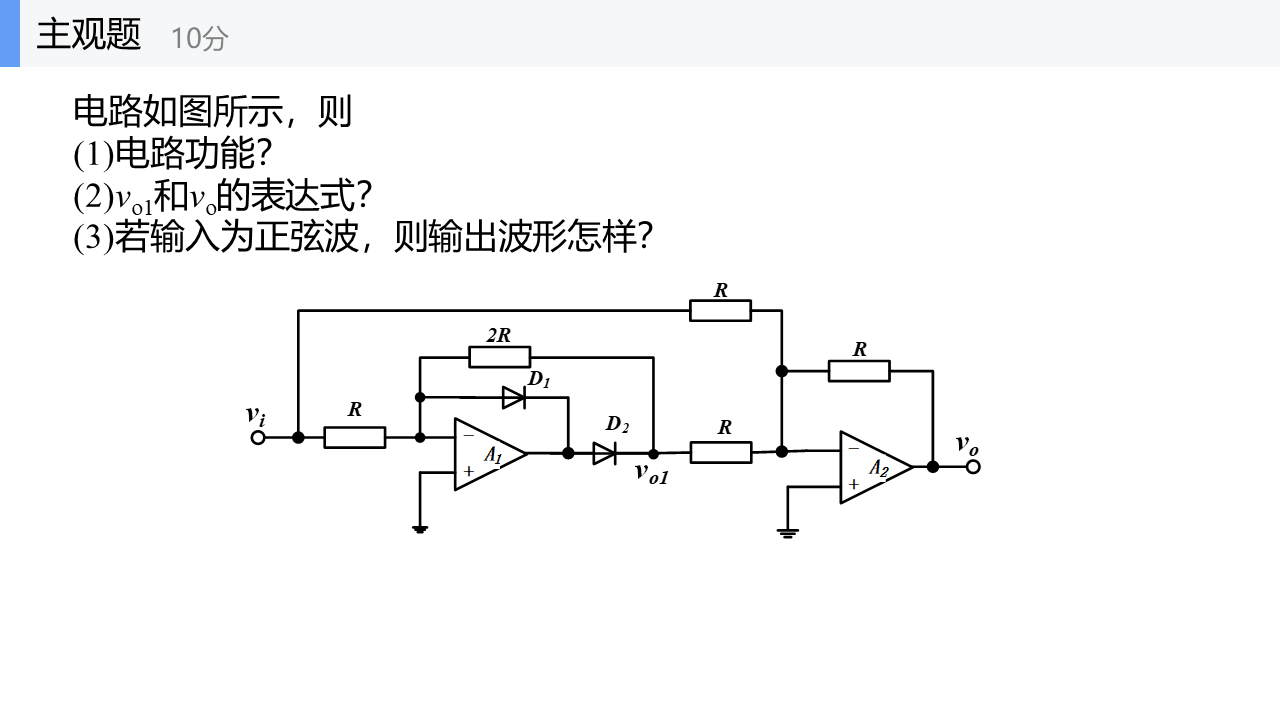 主观题 10分
电路如图所示，则
(1)电路功能？
(2)vo1和vo的表达式？
(3)若输入为正弦波，则输出波形怎样？
R
2R
R
D1
vi
R
D2
R
vo
− A1
vo1
− A2
+
+